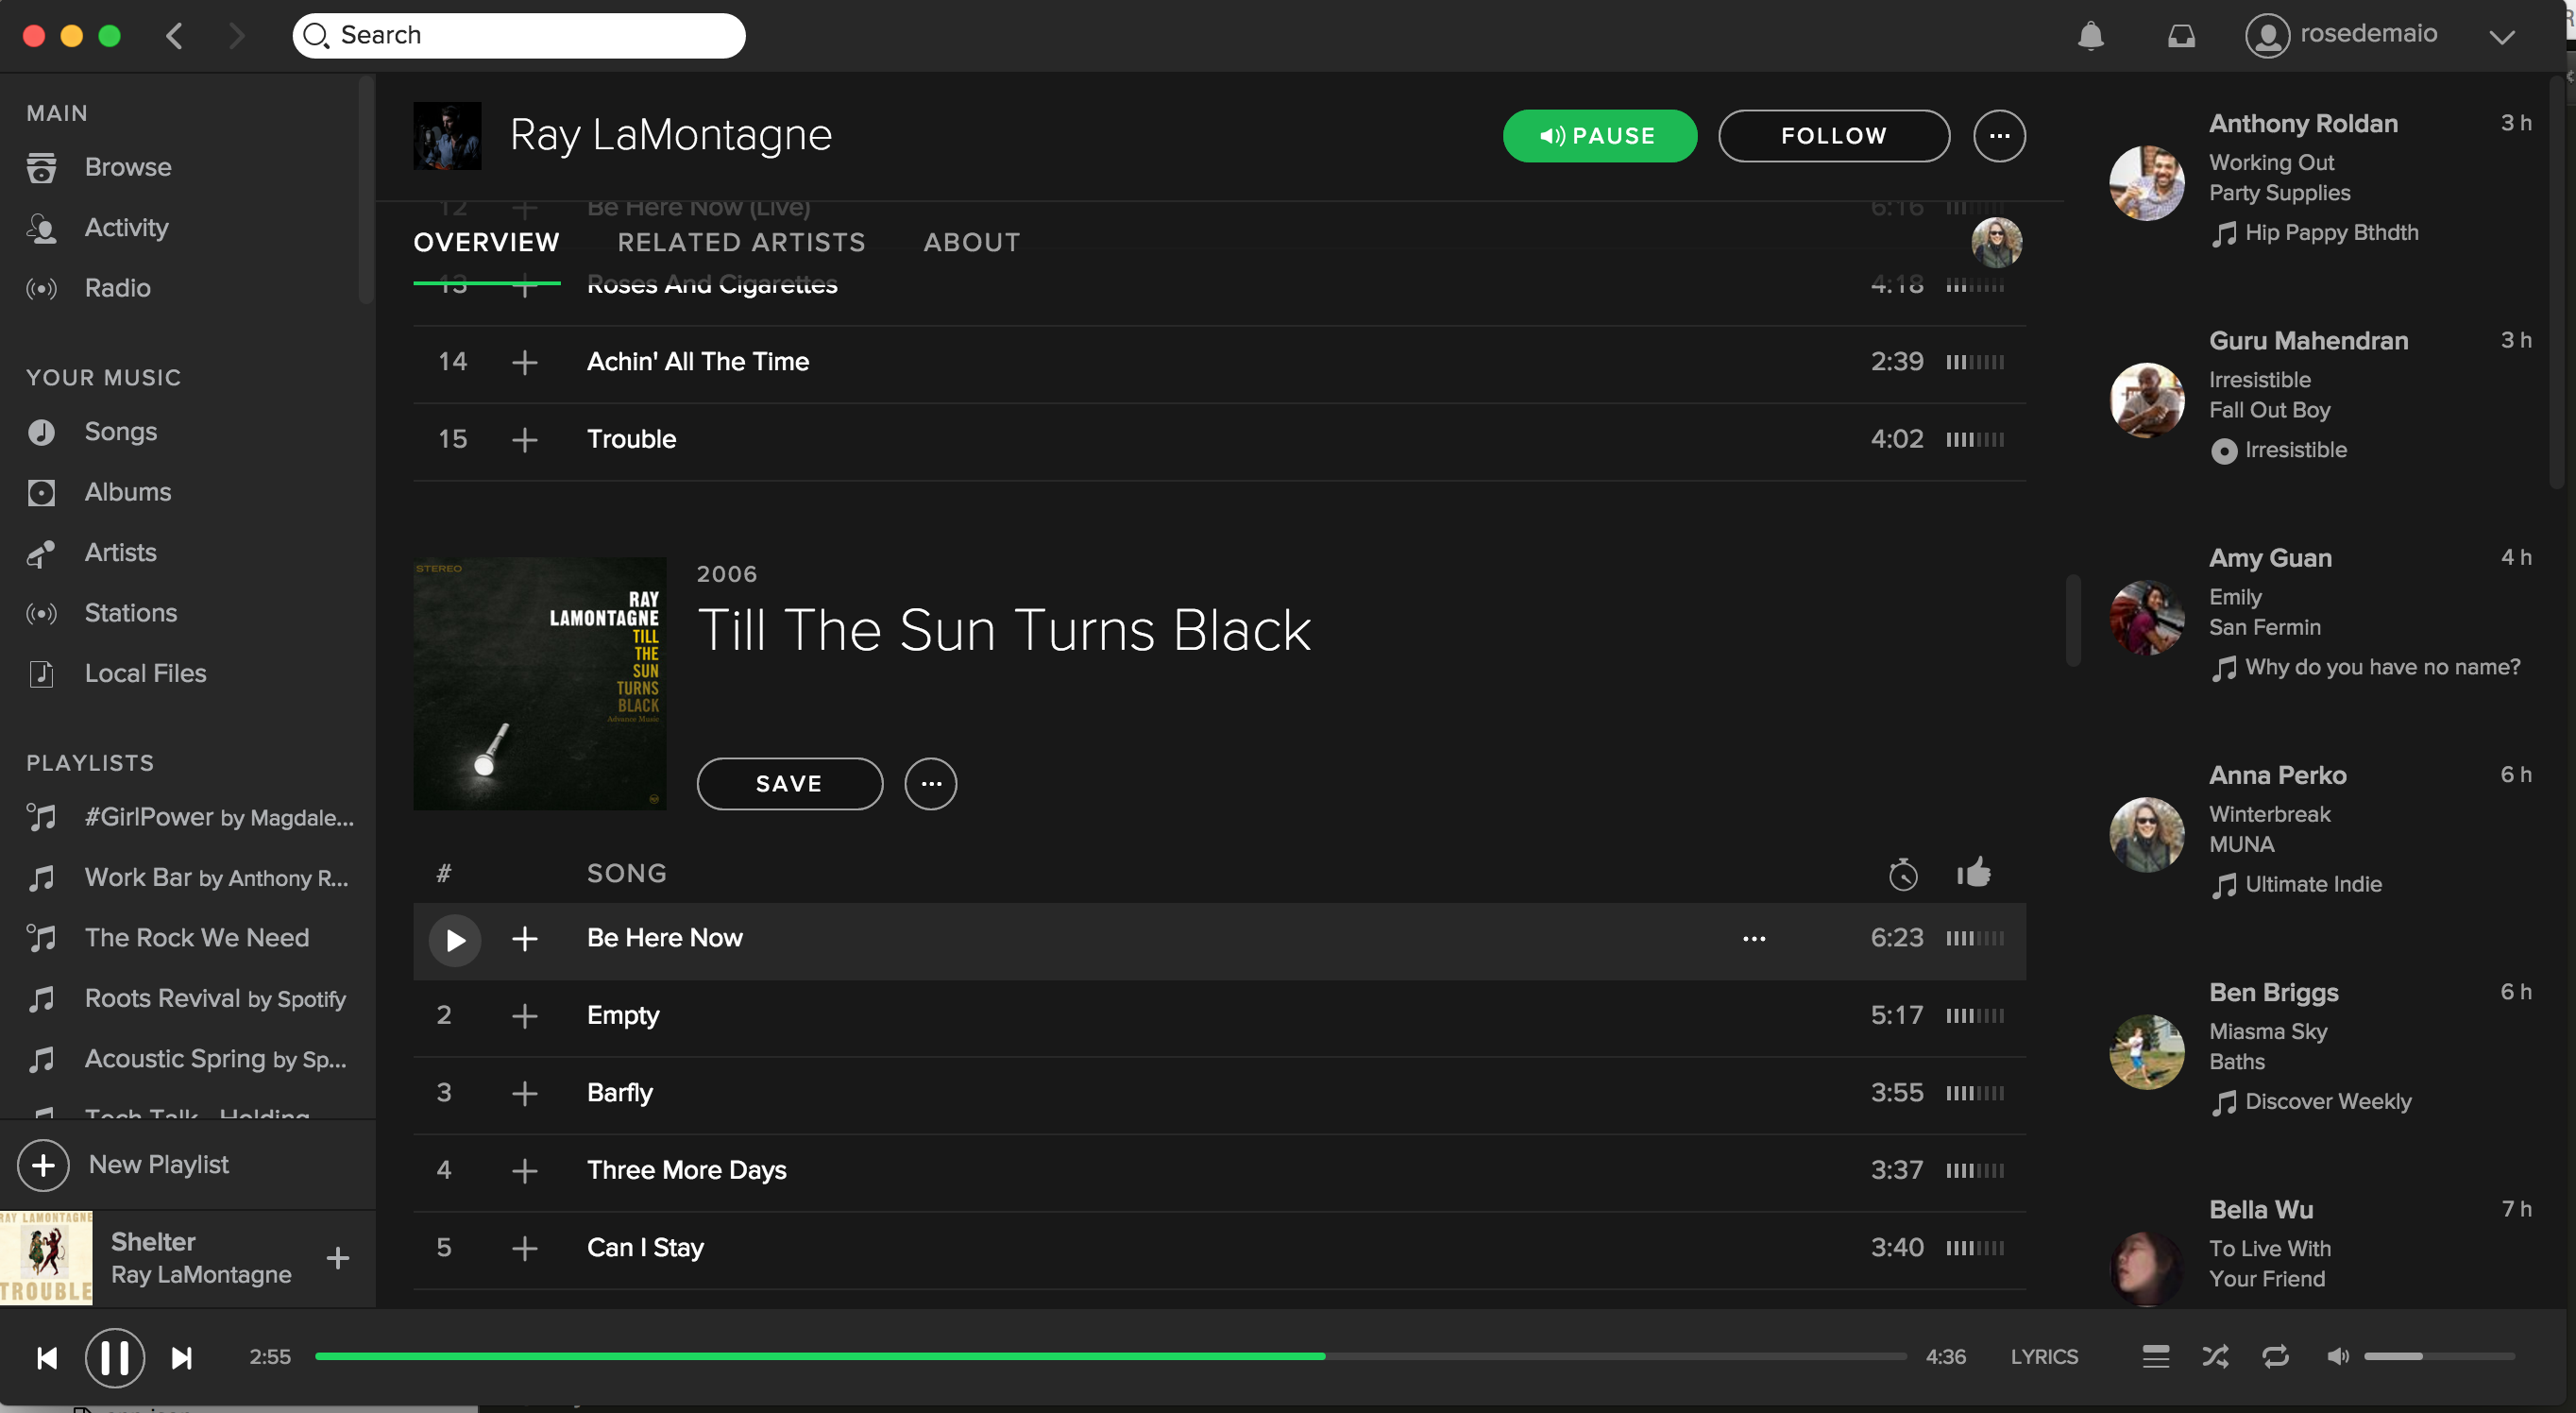 Search
rosedemaio
MAIN
Browse
Activity
Radio
YOUR MUSIC
Songs
Albums
Artists
Stations
Local Files
PLAYLISTS
#GirlPower by Magdale...
Work Bar by Anthony R...
The Rock We Need
Roots Revival by Spotify
Acoustic Spring by Sp...
Tech Talk - Holding
New Playlist
RAY LAMONTAGNE
TROUBLE
Shelter
Ray LaMontagne
Ray LaMontagne
PAUSE
FOLLOW
12 Be Here Now (Live) 6:16
OVERVIEW RELATED ARTISTS ABOUT
13 Roses And Cigarettes 4:18
14 Achin' All The Time 2:39
15 Trouble 4:02
STEREO
RAY
LAMONTAGNE
TILL
THE
SUN
TURNS
BLACK
Advance Music
2006
Till The Sun Turns Black
SAVE
# SONG
Be Here Now 6:23
2 Empty 5:17
3 Barfly 3:55
4 Three More Days 3:37
5 Can I Stay 3:40
Anthony Roldan 3 h
Working Out
Party Supplies
Hip Pappy Bthdth
Guru Mahendran 3 h
Irresistible
Fall Out Boy
Irresistible
Amy Guan 4 h
Emily
San Fermin
Why do you have no name?
Anna Perko 6 h
Winterbreak
MUNA
Ultimate Indie
Ben Briggs 6 h
Miasma Sky
Baths
Discover Weekly
Bella Wu 7 h
To Live With
Your Friend
2:55
4:36
LYRICS